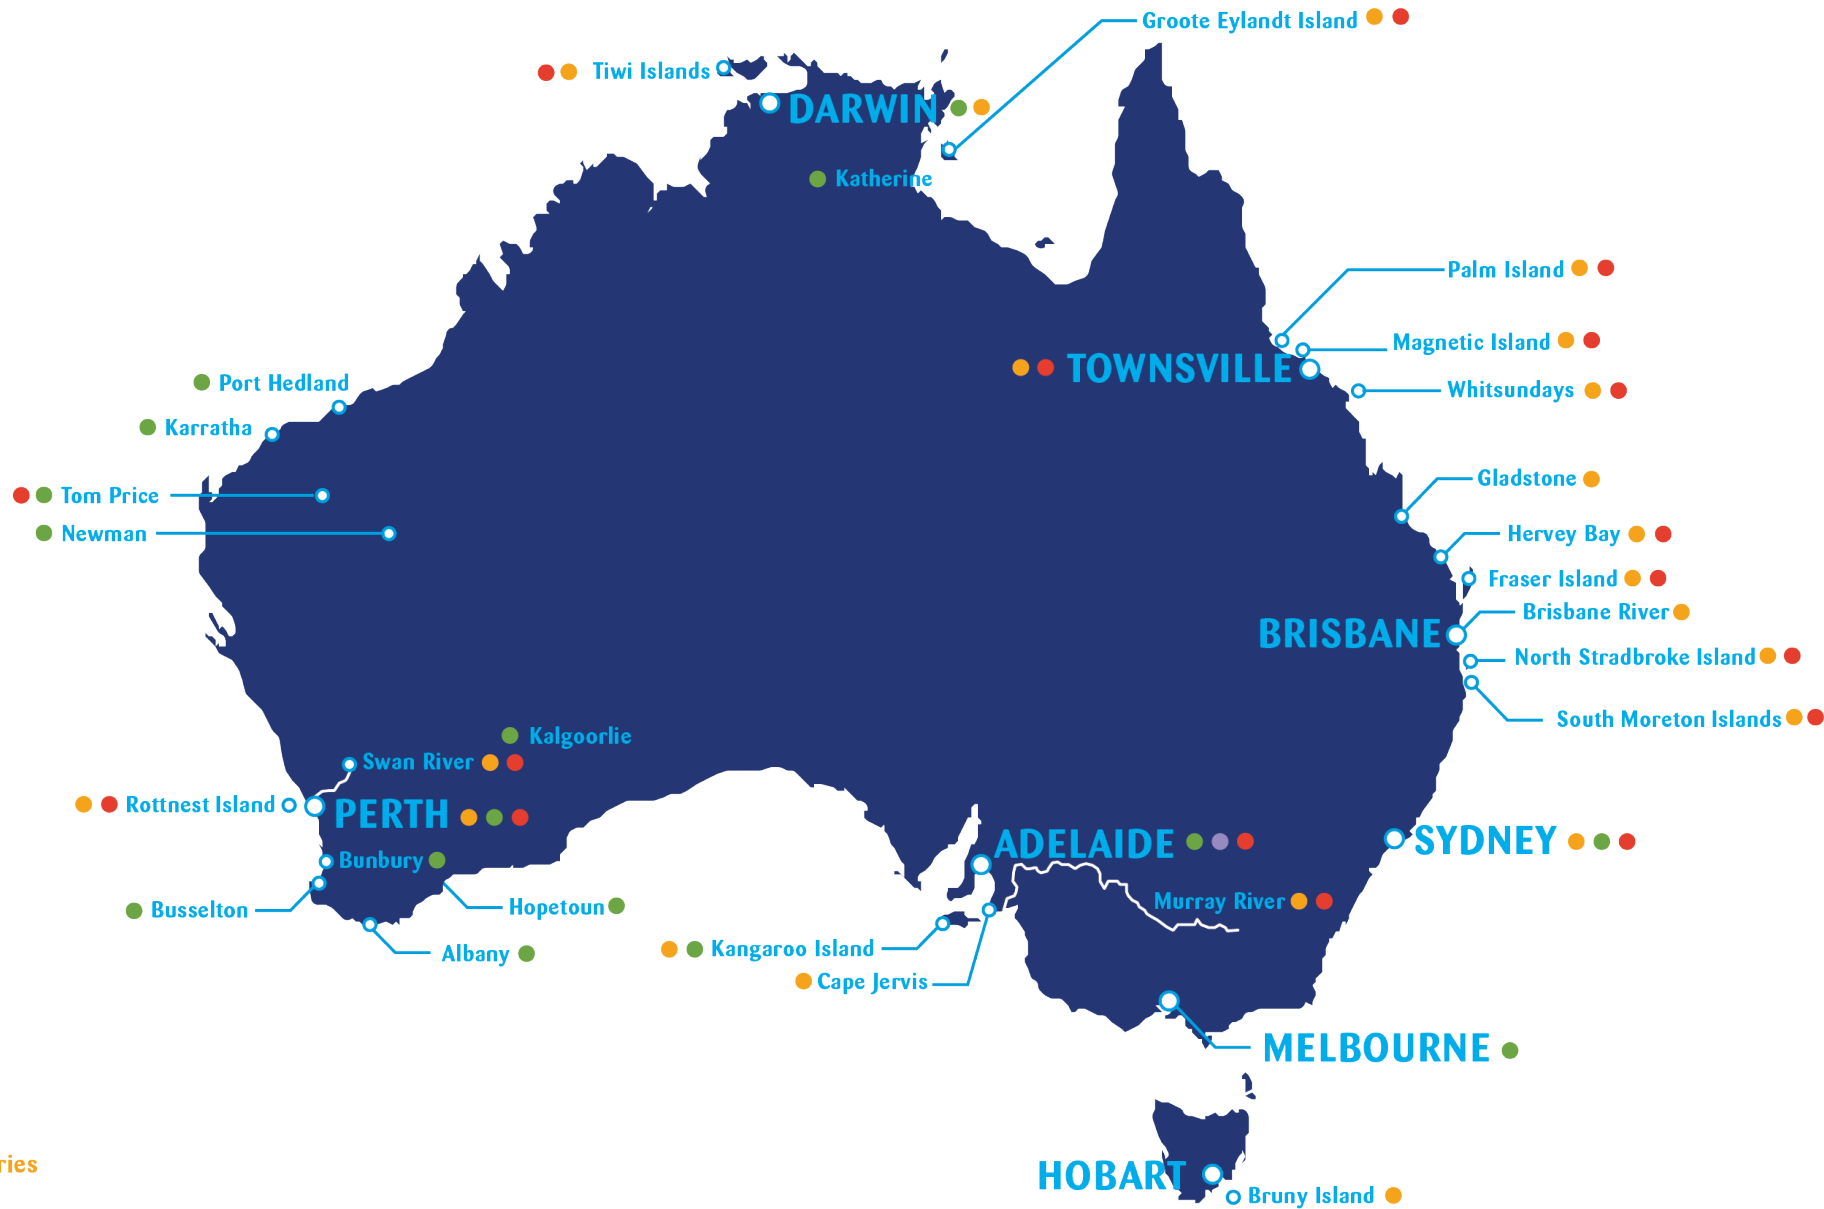 Groote Eylandt Island
Tiwi Islands
DARWIN
Katherine
Palm Island
Magnetic Island
TOWNSVILLE
Port Hedland
Whitsundays
Karratha
Gladstone
Tom Price
Newman
Hervey Bay
Fraser Island
Brisbane River
BRISBANE
North Stradbroke Island
South Moreton Islands
Kalgoorlie
Swan River
Rottnest Island
PERTH
SYDNEY
ADELAIDE
Bunbury
Murray River
Busselton
Hopetoun
Albany
Kangaroo Island
Cape Jervis
MELBOURNE
ries
HOBART
Bruny Island